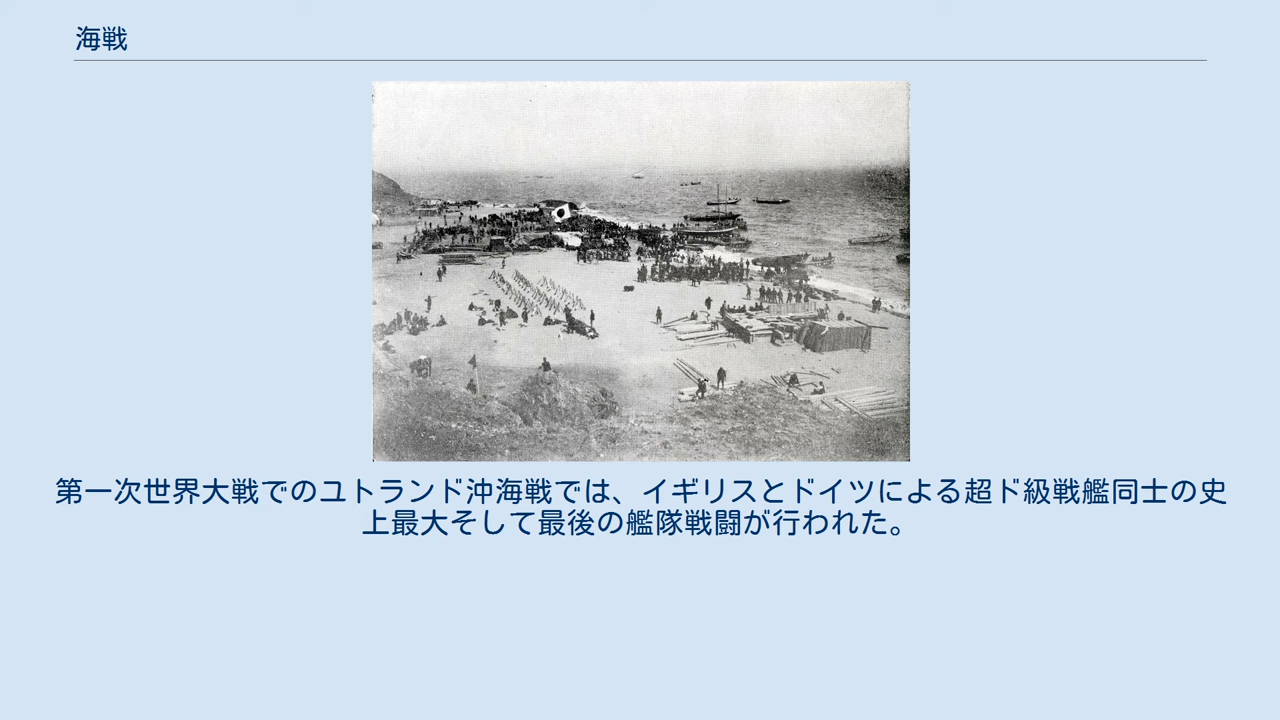 海戦
第一次世界大戦でのユトランド沖海戦では、イギリスとドイツによる超ド級戦艦同士の史
上最大そして最後の艦隊戦闘が行われた。